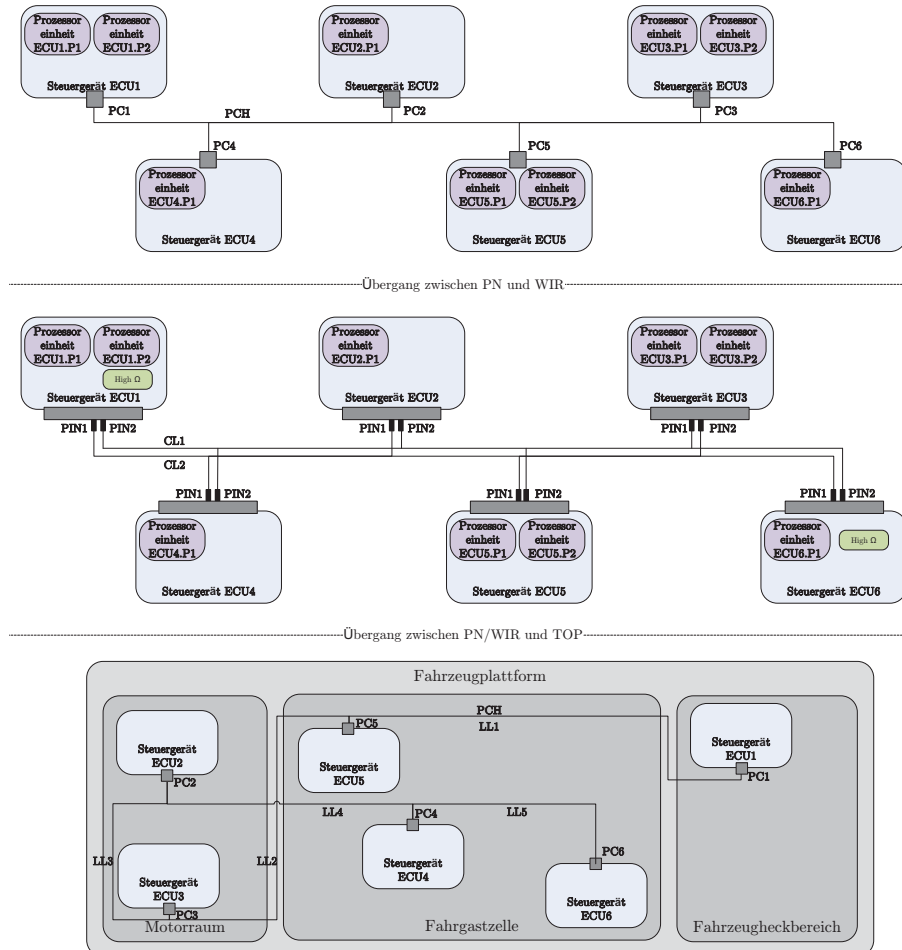 Prozessor
einheit
ECU1.P1
Prozessor
einheit
ECU1.P2
Steuergerät ECU1
Prozessor
einheit
ECU2.P1
Steuergerät ECU2
Prozessor
einheit
ECU3.P1
Prozessor
einheit
ECU3.P2
Steuergerät ECU3
PC1
PCH
PC2
PC3
PC4
PC5
PC6
Prozessor
einheit
ECU4.P1
Steuergerät ECU4
Prozessor
einheit
ECU5.P1
Prozessor
einheit
ECU5.P2
Steuergerät ECU5
Prozessor
einheit
ECU6.P1
Steuergerät ECU6
Übergang zwischen PN und WIR
Prozessor
einheit
ECU1.P1
Prozessor
einheit
ECU1.P2
High Ω
Steuergerät ECU1
Prozessor
einheit
ECU2.P1
Steuergerät ECU2
Prozessor
einheit
ECU3.P1
Prozessor
einheit
ECU3.P2
Steuergerät ECU3
PIN1
PIN2
PIN1
PIN2
PIN1
PIN2
CL1
CL2
PIN1
PIN2
PIN1
PIN2
PIN1
PIN2
Prozessor
einheit
ECU4.P1
Steuergerät ECU4
Prozessor
einheit
ECU5.P1
Prozessor
einheit
ECU5.P2
Steuergerät ECU5
Prozessor
einheit
ECU6.P1
High Ω
Steuergerät ECU6
Übergang zwischen PN/WIR und TOP
Fahrzeugplattform
PCH
LL1
Steuergerät
ECU2
PC2
PC5
Steuergerät
ECU5
Steuergerät
ECU1
PC1
LL4
PC4
LL5
Steuergerät
ECU4
PC6
Steuergerät
ECU6
LL3
LL2
Steuergerät
ECU3
PC3
Motorraum
Fahrgastzelle
Fahrzeugheckbereich